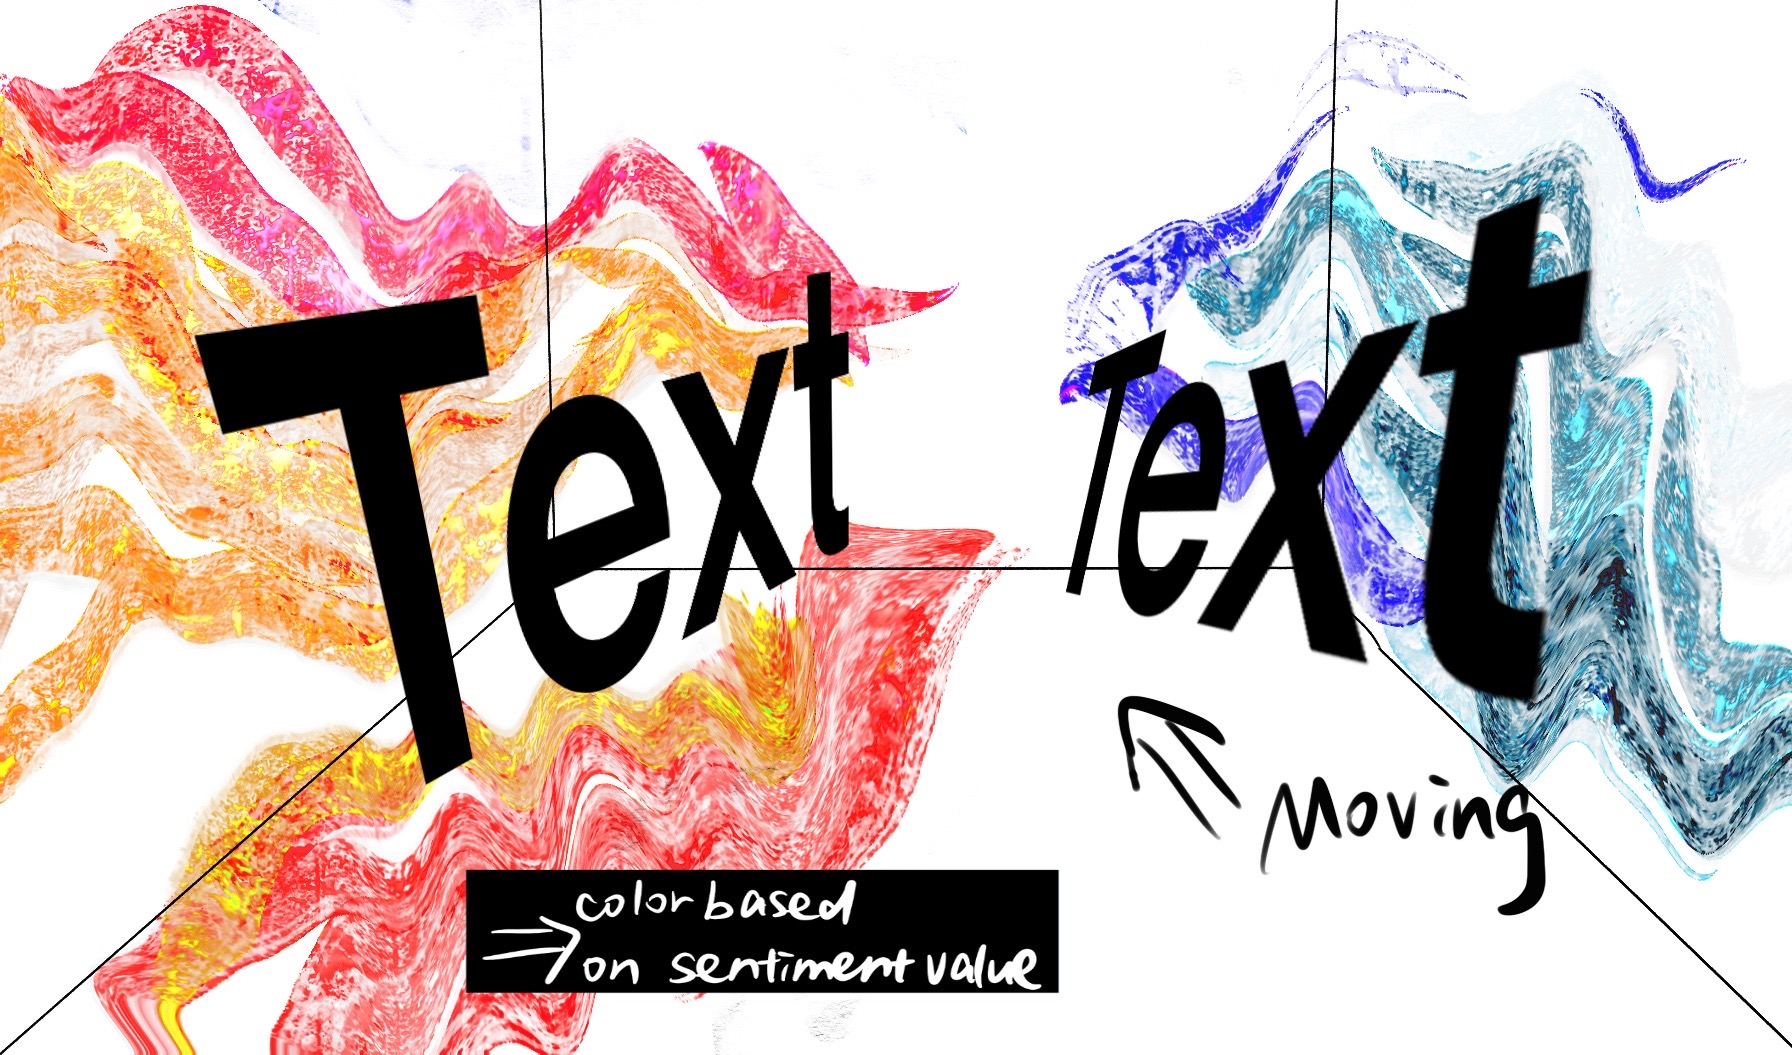 Text
Text
Moving
color based
on sentiment value